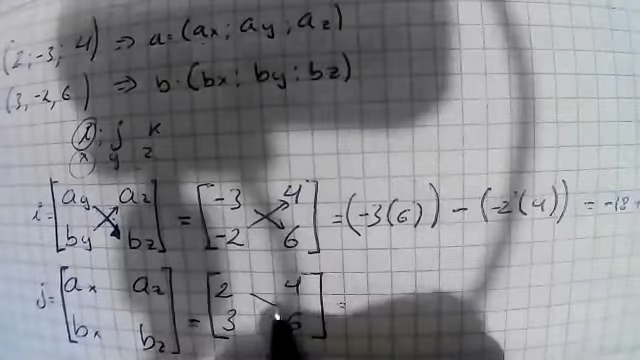 (2;-3; 4) => a=(ax; ay; az)
(3,-2,6) => b·(bx; by; bz)
i; j k
x y z
i= [ay az = [-3 4 = (-3(6)) - (-2(4)) = -18+
by bz] -2 6]
j= [ax az = [2 4 =
bx bz] 3 6]